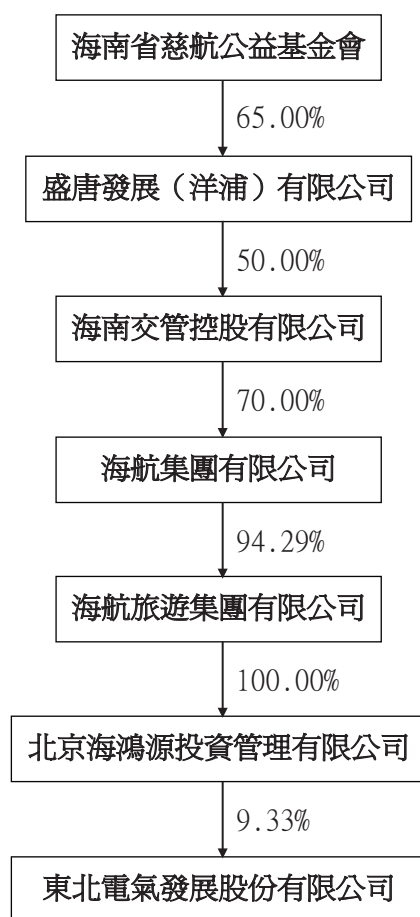 海南省慈航公益基金會
65.00%
盛唐發展（洋浦）有限公司
50.00%
海南交管控股有限公司
70.00%
海航集團有限公司
94.29%
海航旅遊集團有限公司
100.00%
北京海鴻源投資管理有限公司
9.33%
東北電氣發展股份有限公司